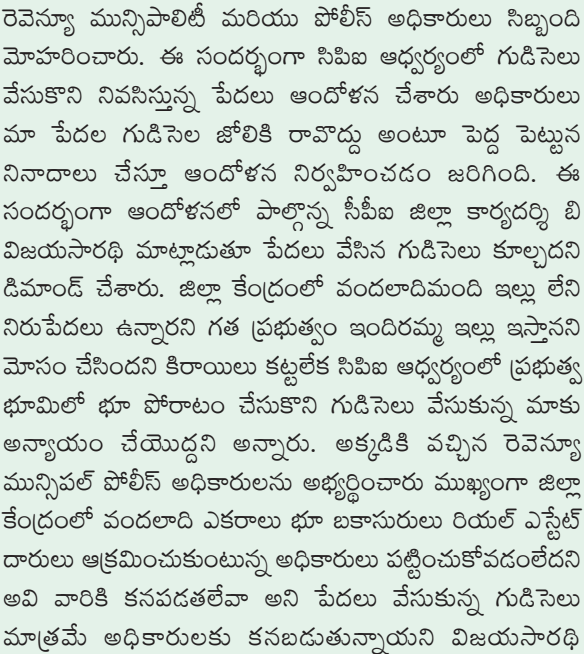 రెవెన్యూ మున్సిపాలిటీ మరియు పోలీస్ అధికారులు సిబ్బంది
మోహరించారు. ఈ సందర్భంగా సిపిఐ ఆధ్వర్యంలో గుడిసెలు
వేసుకొని నివసిస్తున్న పేదలు ఆందోళన చేశారు అధికారులు
మా పేదల గుడిసెల జోలికి రావొద్దు అంటూ పెద్ద పెట్టున
నినాదాలు చేస్తూ ఆందోళన నిర్వహించడం జరిగింది. ఈ
సందర్భంగా ఆందోళనలో పాల్గొన్న సీపీఐ జిల్లా కార్యదర్శి బి
విజయసారథి మాట్లాడుతూ పేదలు వేసిన గుడిసెలు కూల్చదని
డిమాండ్ చేశారు. జిల్లా కేంద్రంలో వందలాదిమంది ఇల్లు లేని
నిరుపేదలు ఉన్నారని గత ప్రభుత్వం ఇందిరమ్మ ఇల్లు ఇస్తానని
మోసం చేసిందని కిరాయిలు కట్టలేక సిపిఐ ఆధ్వర్యంలో ప్రభుత్వ
భూమిలో భూ పోరాటం చేసుకొని గుడిసెలు వేసుకున్న మాకు
అన్యాయం చేయొద్దని అన్నారు. అక్కడికి వచ్చిన రెవెన్యూ
మున్సిపల్ పోలీస్ అధికారులను అభ్యర్థించారు ముఖ్యంగా జిల్లా
కేంద్రంలో వందలాది ఎకరాలు భూ బకాసురులు రియల్ ఎస్టేట్
దారులు ఆక్రమించుకుంటున్న అధికారులు పట్టించుకోవడంలేదని
అవి వారికి కనపడతలేవా అని పేదలు వేసుకున్న గుడిసెలు
మాత్రమే అధికారులకు కనబడుతున్నాయని విజయసారథి